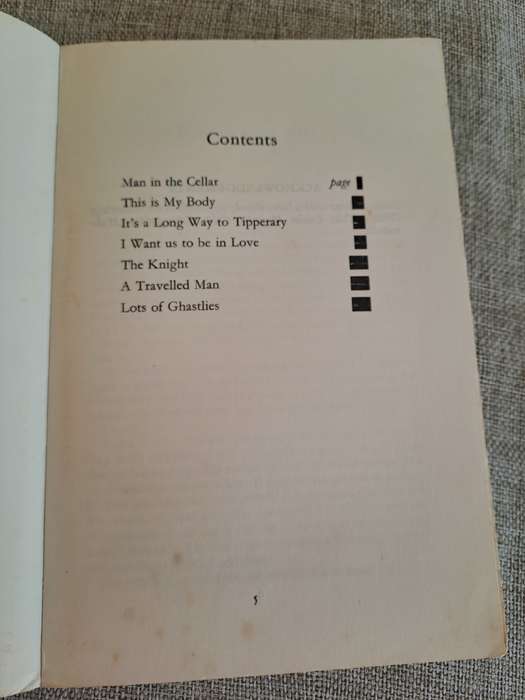 Contents
Man in the Cellar page
This is My Body
It's a Long Way to Tipperary
I Want us to be in Love
The Knight
A Travelled Man
Lots of Ghastlies
5